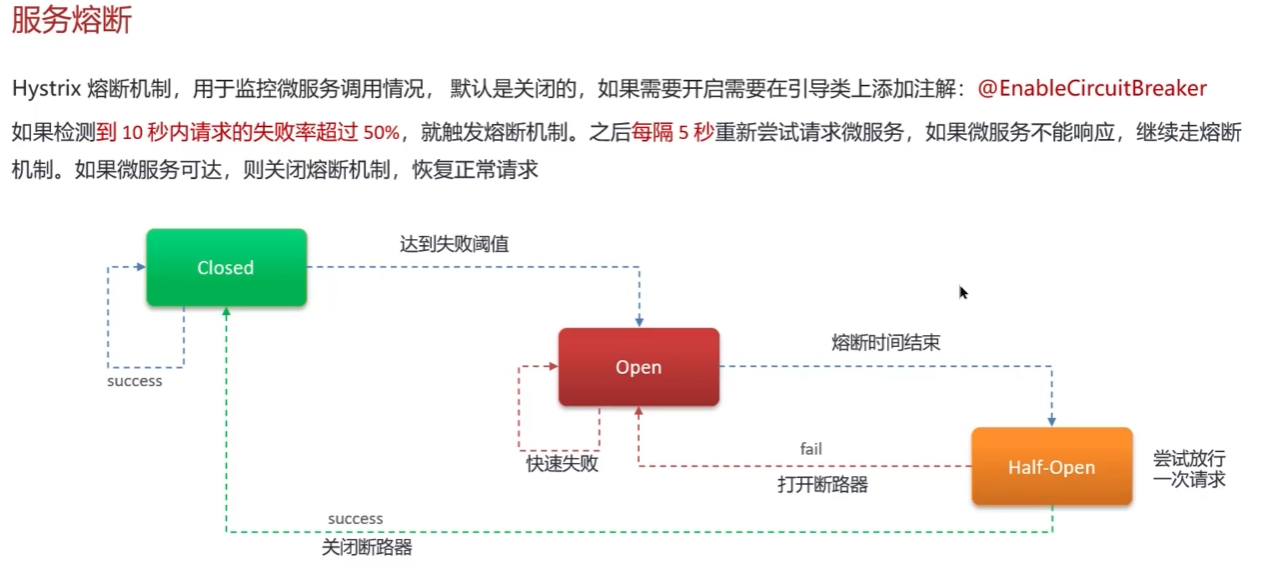 服务熔断
Hystrix 熔断机制，用于监控微服务调用情况， 默认是关闭的，如果需要开启需要在引导类上添加注解：@EnableCircuitBreaker
如果检测到 10 秒内请求的失败率超过 50%，就触发熔断机制。之后每隔 5 秒重新尝试请求微服务，如果微服务不能响应，继续走熔断
机制。如果微服务可达，则关闭熔断机制，恢复正常请求
达到失败阈值
Closed
熔断时间结束
Open
success
fail
快速失败
Half-Open
尝试放行
一次请求
打开断路器
success
关闭断路器